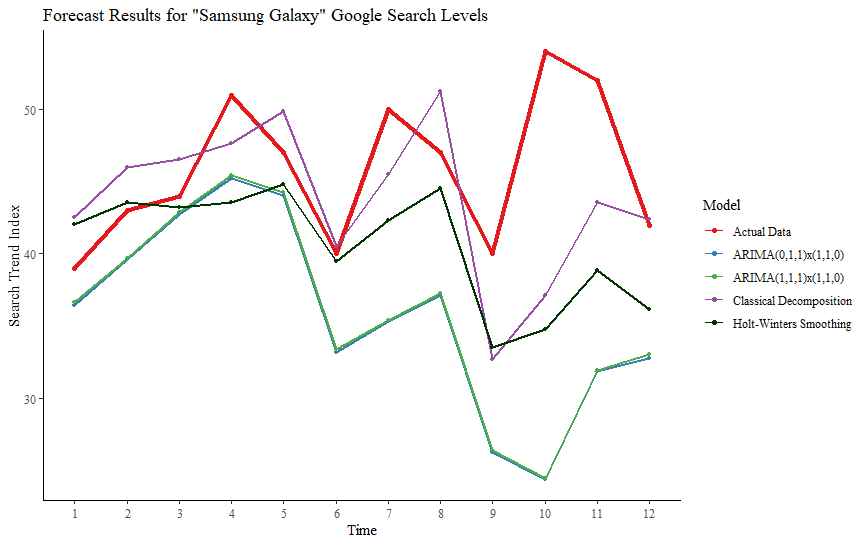 Forecast Results for "Samsung Galaxy" Google Search Levels
Search Trend Index
50
40
30
1 2 3 4 5 6 7 8 9 10 11 12
Time
Model
Actual Data
ARIMA(0,1,1)x(1,1,0)
ARIMA(1,1,1)x(1,1,0)
Classical Decomposition
Holt-Winters Smoothing